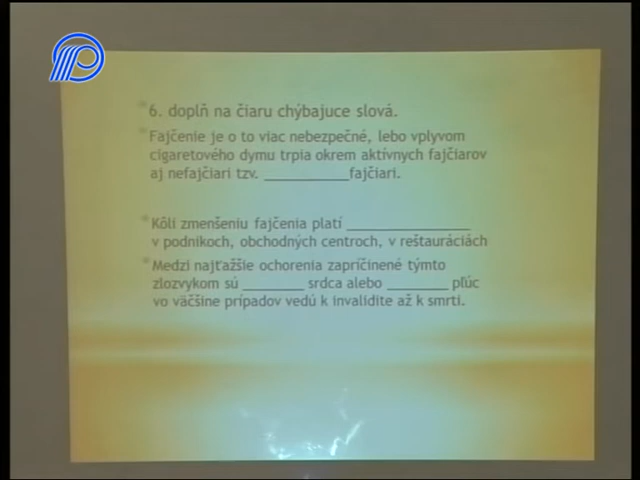 6. doplň na čiaru chýbajuce slová.
Fajčenie je o to viac nebezpečné, lebo vplyvom
cigaretového dymu trpia okrem aktívnych fajčiarov
aj nefajčiari tzv. __________fajčiari.
Kôli zmenšeniu fajčenia platí _______________
v podnikoch, obchodných centroch, v reštauráciách
Medzi najťažšie ochorenia zapríčinené týmto
zlozvykom sú ________ srdca alebo ________ pľúc
vo väčšine prípadov vedú k invalidite až k smrti.